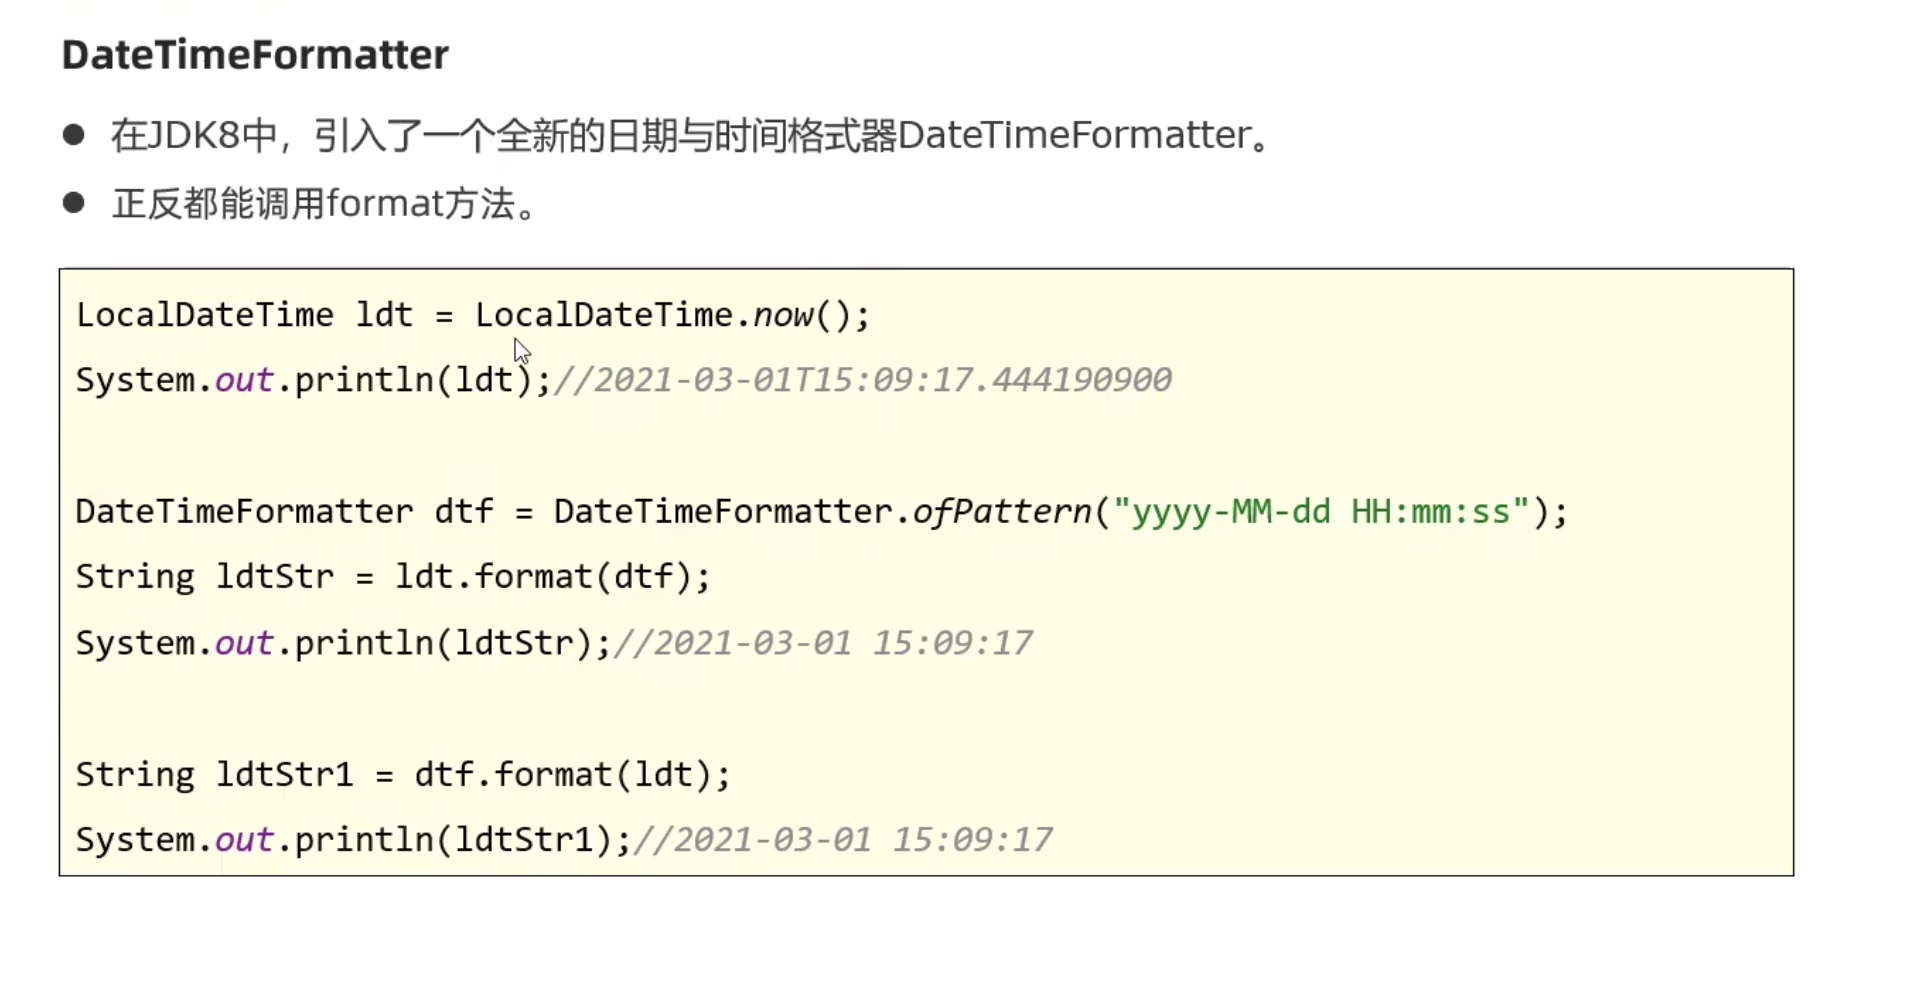 DateTimeFormatter
在JDK8中，引入了一个全新的日期与时间格式器DateTimeFormatter。
正反都能调用format方法。
LocalDateTime ldt = LocalDateTime.now();
System.out.println(ldt);//2021-03-01T15:09:17.444190900
DateTimeFormatter dtf = DateTimeFormatter.ofPattern("yyyy-MM-dd HH:mm:ss");
String ldtStr = ldt.format(dtf);
System.out.println(ldtStr);//2021-03-01 15:09:17
String ldtStr1 = dtf.format(ldt);
System.out.println(ldtStr1);//2021-03-01 15:09:17